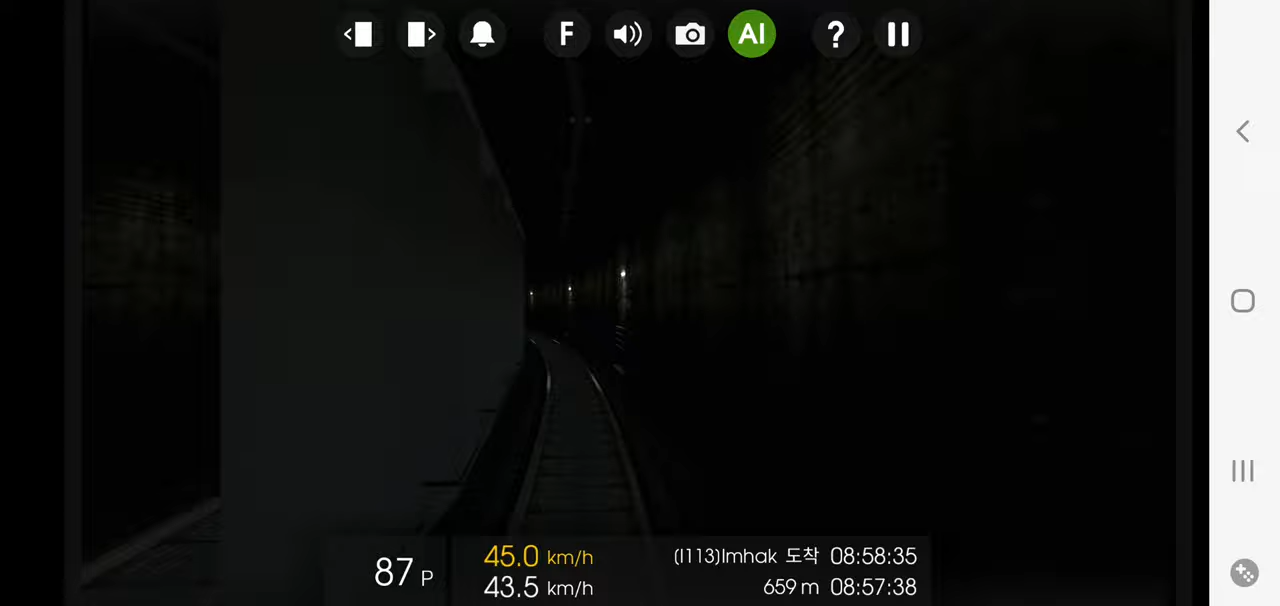 F AI ?
45.0 km/h (I113)Imhak 도착 08:58:35
87 P 43.5 km/h 659 m 08:57:38